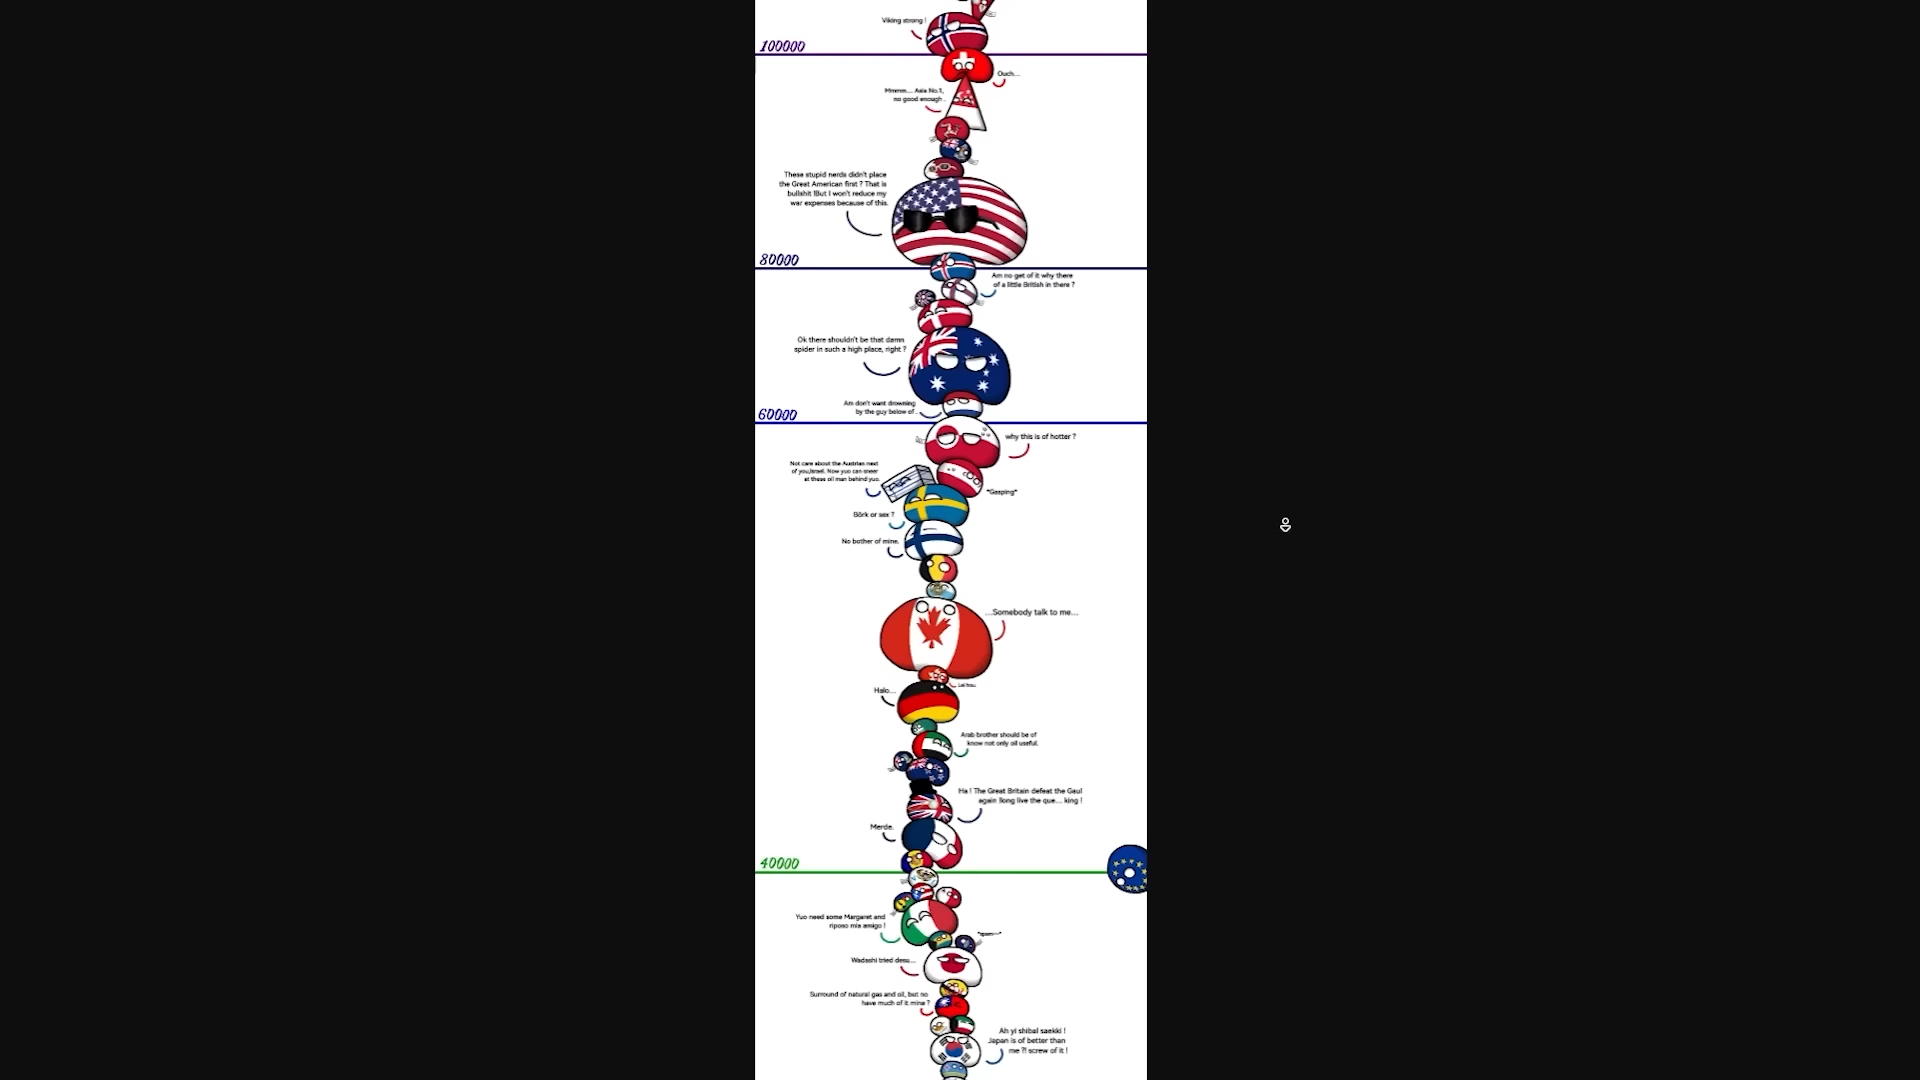 Viking strong !
100000
Ouch...
Mmmm.... Asia No.1,
no good enough .
These stupid nerds didn't place
the Great American first ? That is
bullshit !But I won't reduce my
war expenses because of this.
80000
Am no get of it why there
of a little British in there ?
Ok there shouldn't be that damn
spider in such a high place, right ?
Am don't want drowning
by the guy below of .
60000
why this is of hotter ?
Not care about the Austrian next
of you,Israel. Now yuo can sneer
at these oil man behind yuo.
*Gasping*
Börk or sex ?
No bother of mine.
...Somebody talk to me...
Lei hou
Halo...
Arab brother should be of
know not only oil useful.
Ha ! The Great Britain defeat the Gaul
again !long live the que.... king !
Merde.
40000
Yuo need some Margaret and
riposo mia amigo !
Wadashi tried desu...
Surround of natural gas and oil, but no
have much of it mine ?
Ah yi shibal saekki !
Japan is of better than
me ?! screw of it !